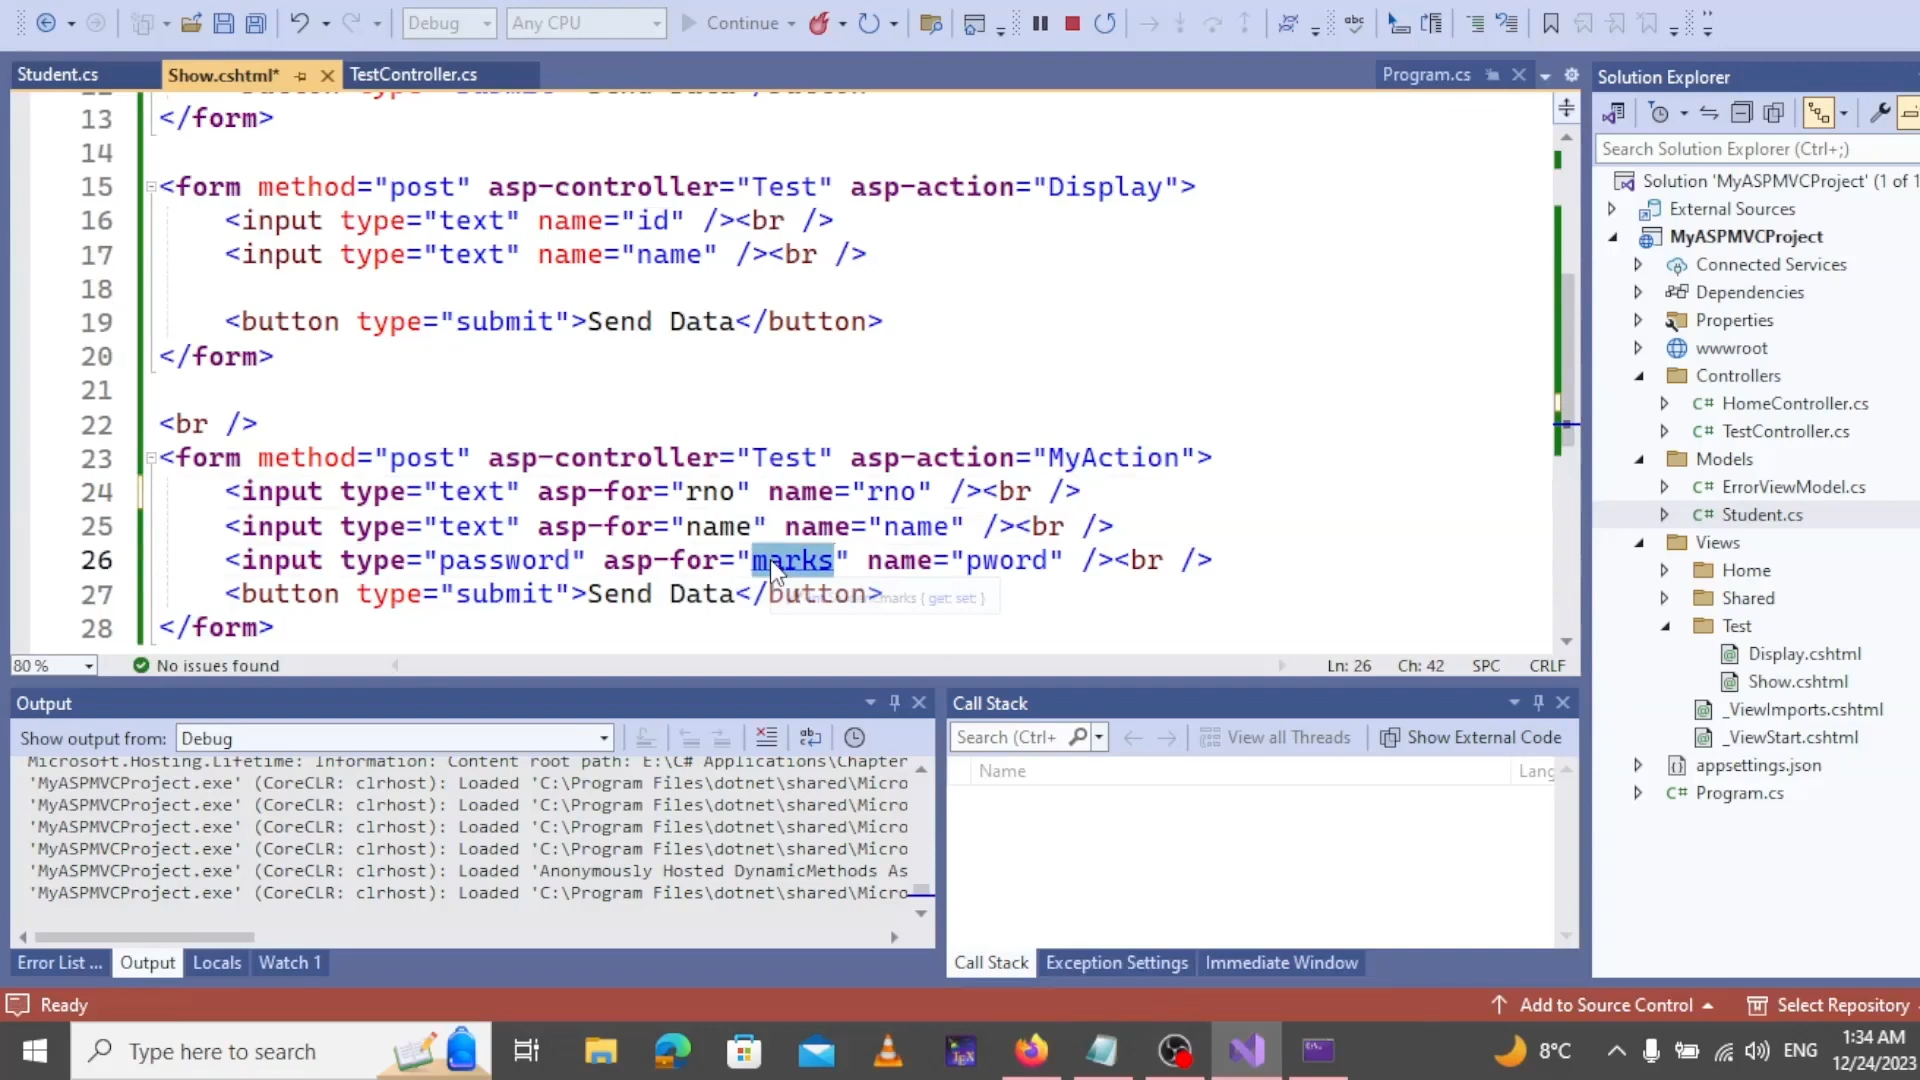 Debug
Any CPU
Continue
Student.cs
Show.cshtml*
TestController.cs
Program.cs
Solution Explorer
Search Solution Explorer (Ctrl+;)
Solution 'MyASPMVCProject' (1 of 1
External Sources
MyASPMVCProject
Connected Services
Dependencies
Properties
wwwroot
Controllers
C# HomeController.cs
C# TestController.cs
Models
C# ErrorViewModel.cs
C# Student.cs
Views
Home
Shared
Test
Display.cshtml
Show.cshtml
_ViewImports.cshtml
_ViewStart.cshtml
appsettings.json
C# Program.cs
13 </form>
14
15 <form method="post" asp-controller="Test" asp-action="Display">
16 <input type="text" name="id" /><br />
17 <input type="text" name="name" /><br />
18
19 <button type="submit">Send Data</button>
20 </form>
21
22 <br />
23 <form method="post" asp-controller="Test" asp-action="MyAction">
24 <input type="text" asp-for="rno" name="rno" /><br />
25 <input type="text" asp-for="name" name="name" /><br />
26 <input type="password" asp-for="marks" name="pword" /><br />
27 <button type="submit">Send Data</button>
marks { get; set; }
28 </form>
80 %
No issues found
Ln: 26 Ch: 42 SPC CRLF
Output
Show output from: Debug
Microsoft.Hosting.Lifetime: Information: Content root path: E:\C# Applications\Chapter
'MyASPMVCProject.exe' (CoreCLR: clrhost): Loaded 'C:\Program Files\dotnet\shared\Micro
'MyASPMVCProject.exe' (CoreCLR: clrhost): Loaded 'C:\Program Files\dotnet\shared\Micro
'MyASPMVCProject.exe' (CoreCLR: clrhost): Loaded 'C:\Program Files\dotnet\shared\Micro
'MyASPMVCProject.exe' (CoreCLR: clrhost): Loaded 'C:\Program Files\dotnet\shared\Micro
'MyASPMVCProject.exe' (CoreCLR: clrhost): Loaded 'Anonymously Hosted DynamicMethods As
'MyASPMVCProject.exe' (CoreCLR: clrhost): Loaded 'C:\Program Files\dotnet\shared\Micro
Error List ...
Output
Locals
Watch 1
Call Stack
Search (Ctrl+
View all Threads
Show External Code
Name
Lang
Call Stack
Exception Settings
Immediate Window
Ready
Add to Source Control
Select Repository
Type here to search
8°C
ENG
1:34 AM
12/24/2023